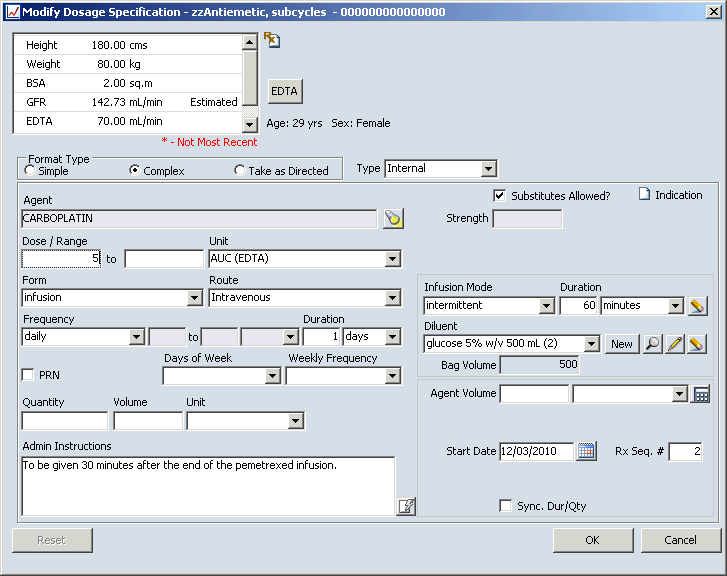 Modify Dosage Specification - zzAntiemetic, subcycles - 000000000000000
Height 180.00 cms
Weight 80.00 kg
BSA 2.00 sq.m
GFR 142.73 mL/min Estimated
EDTA 70.00 mL/min
Rx
EDTA
Age: 29 yrs Sex: Female
* - Not Most Recent
Format Type
Simple Complex Take as Directed
Type Internal
Agent
CARBOPLATIN
Substitutes Allowed?
Indication
Strength
Dose / Range Unit
5 to AUC (EDTA)
Form Route
infusion Intravenous
Frequency Duration
daily to 1 days
Days of Week Weekly Frequency
PRN
Quantity Volume Unit
Admin Instructions
To be given 30 minutes after the end of the pemetrexed infusion.
Infusion Mode Duration
intermittent 60 minutes
Diluent
glucose 5% w/v 500 mL (2) New
Bag Volume 500
Agent Volume
Start Date 12/03/2010 Rx Seq. # 2
Sync. Dur/Qty
Reset OK Cancel